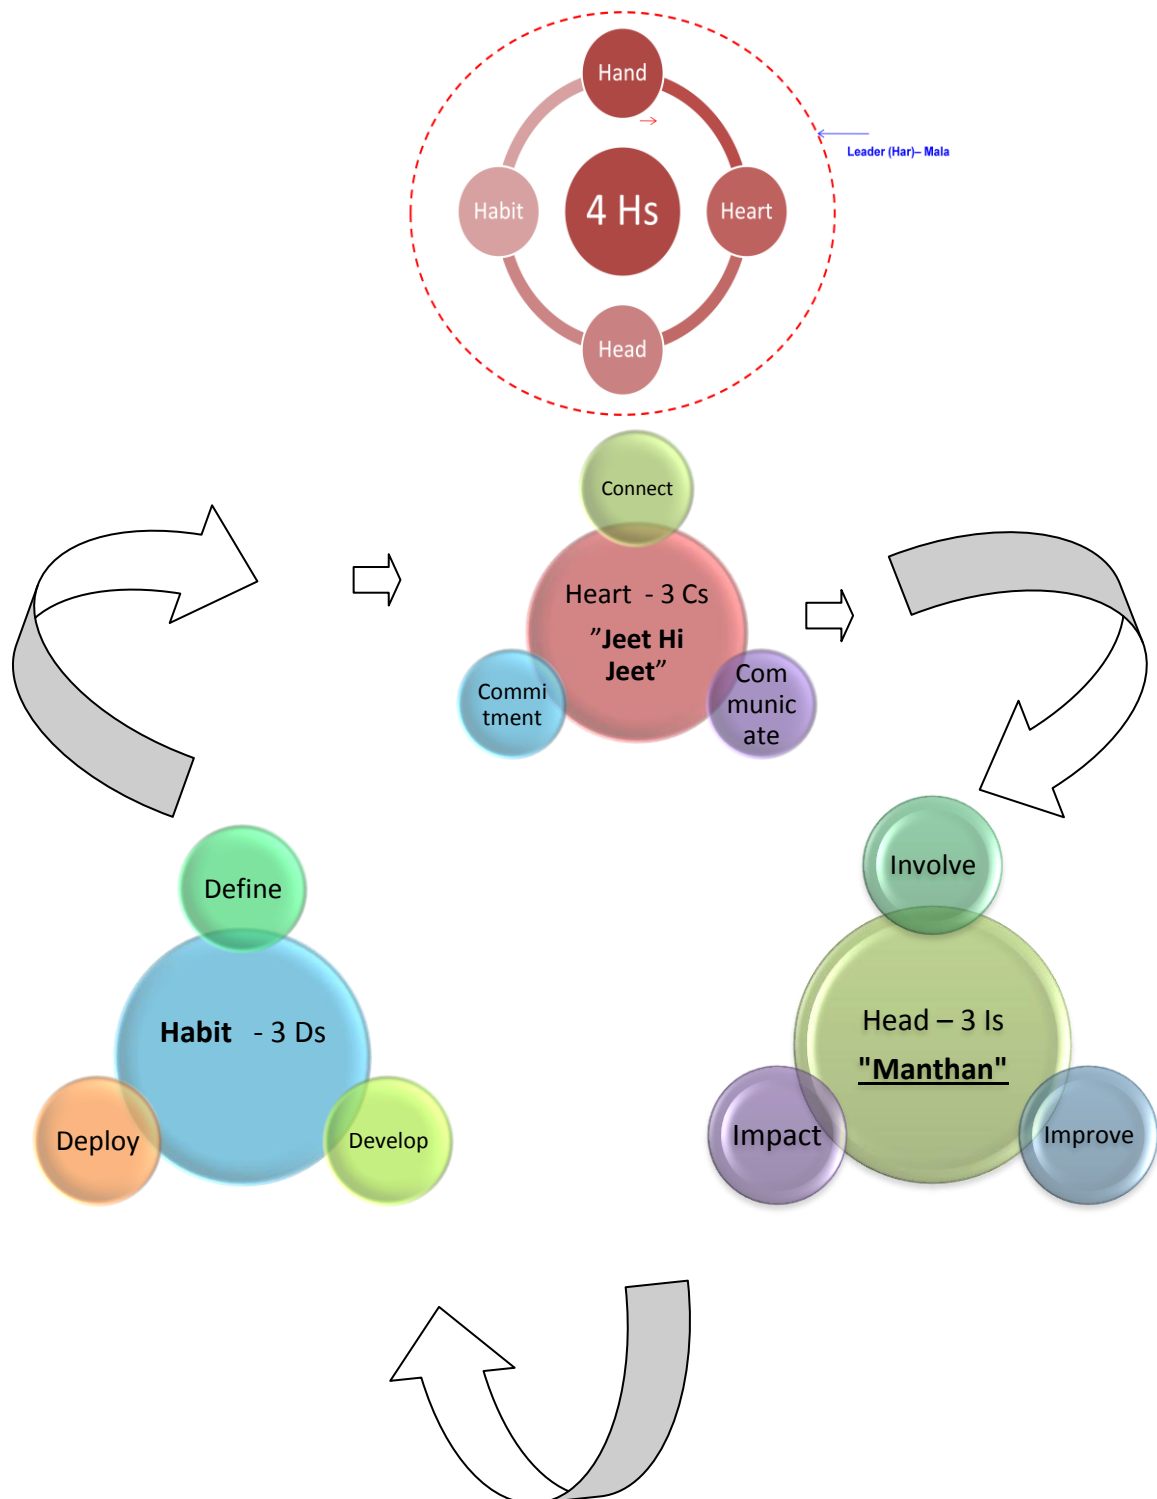 Hand
Leader (Har)– Mala
Habit
4 Hs
Heart
Head
Connect
Heart - 3 Cs
”Jeet Hi
Jeet”
Commi
tment
Com
munic
ate
Define
Habit - 3 Ds
Deploy
Develop
Involve
Head – 3 Is
"Manthan"
Impact
Improve